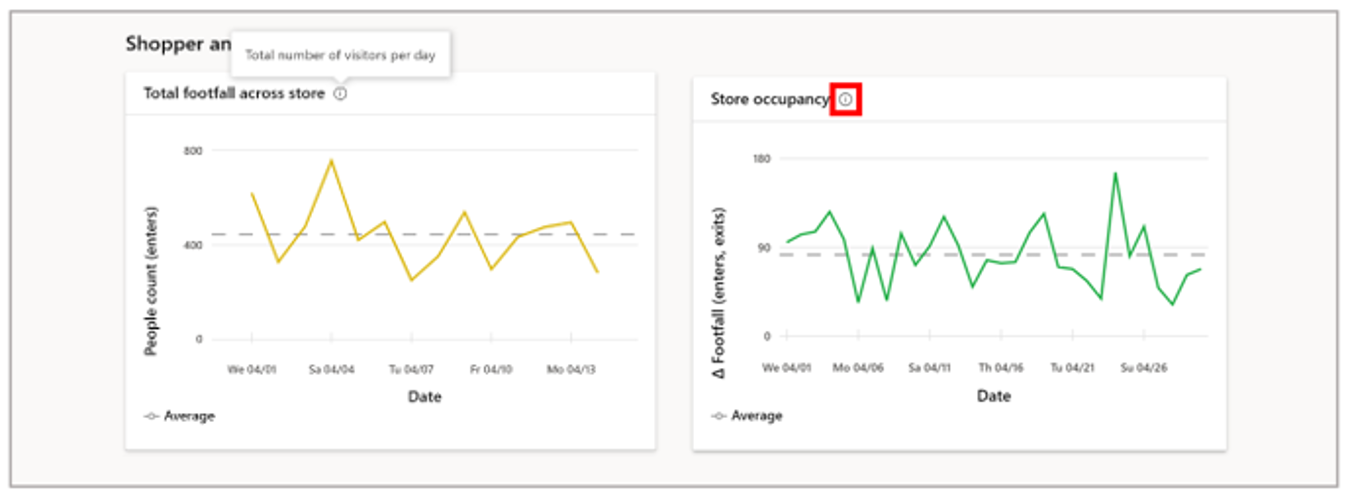 Shopper an
Total number of visitors per day
Total footfall across store
800
400
0
People count (enters)
We 04/01 Sa 04/04 Tu 04/07 Fr 04/10 Mo 04/13
Date
Average
Store occupancy
180
90
0
Δ Footfall (enters, exits)
We 04/01 Mo 04/06 Sa 04/11 Th 04/16 Tu 04/21 Su 04/26
Date
Average